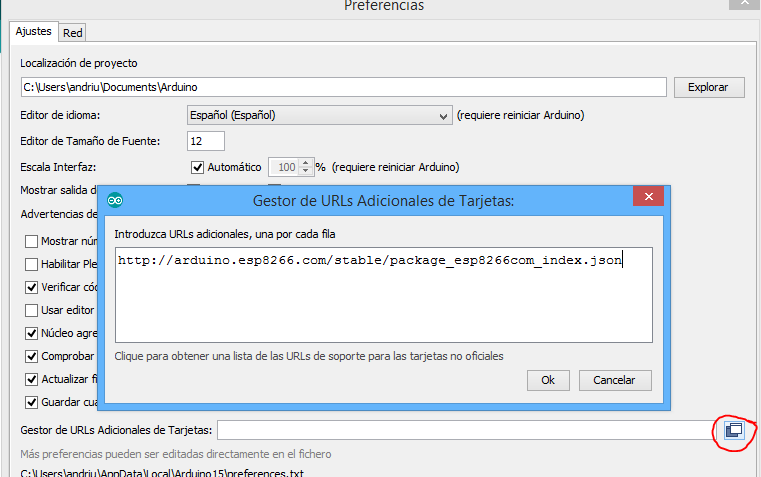 Preferencias
Ajustes Red
Localización de proyecto
C:\Users\andriu\Documents\Arduino Explorar
Editor de idioma: Español (Español) (requiere reiniciar Arduino)
Editor de Tamaño de Fuente: 12
Escala Interfaz: Automático 100 % (requiere reiniciar Arduino)
Mostrar salida d
Advertencias de
Mostrar núm
Habilitar Ple
Verificar cód
Usar editor
Núcleo agre
Comprobar
Actualizar fi
Guardar cua
Gestor de URLs Adicionales de Tarjetas:
Introduzca URLs adicionales, una por cada fila
http://arduino.esp8266.com/stable/package_esp8266com_index.json
Clique para obtener una lista de las URLs de soporte para las tarjetas no oficiales
Ok Cancelar
Gestor de URLs Adicionales de Tarjetas:
Más preferencias pueden ser editadas directamente en el fichero
C:\Users\andriu\AppData\Local\Arduino15\preferences.txt